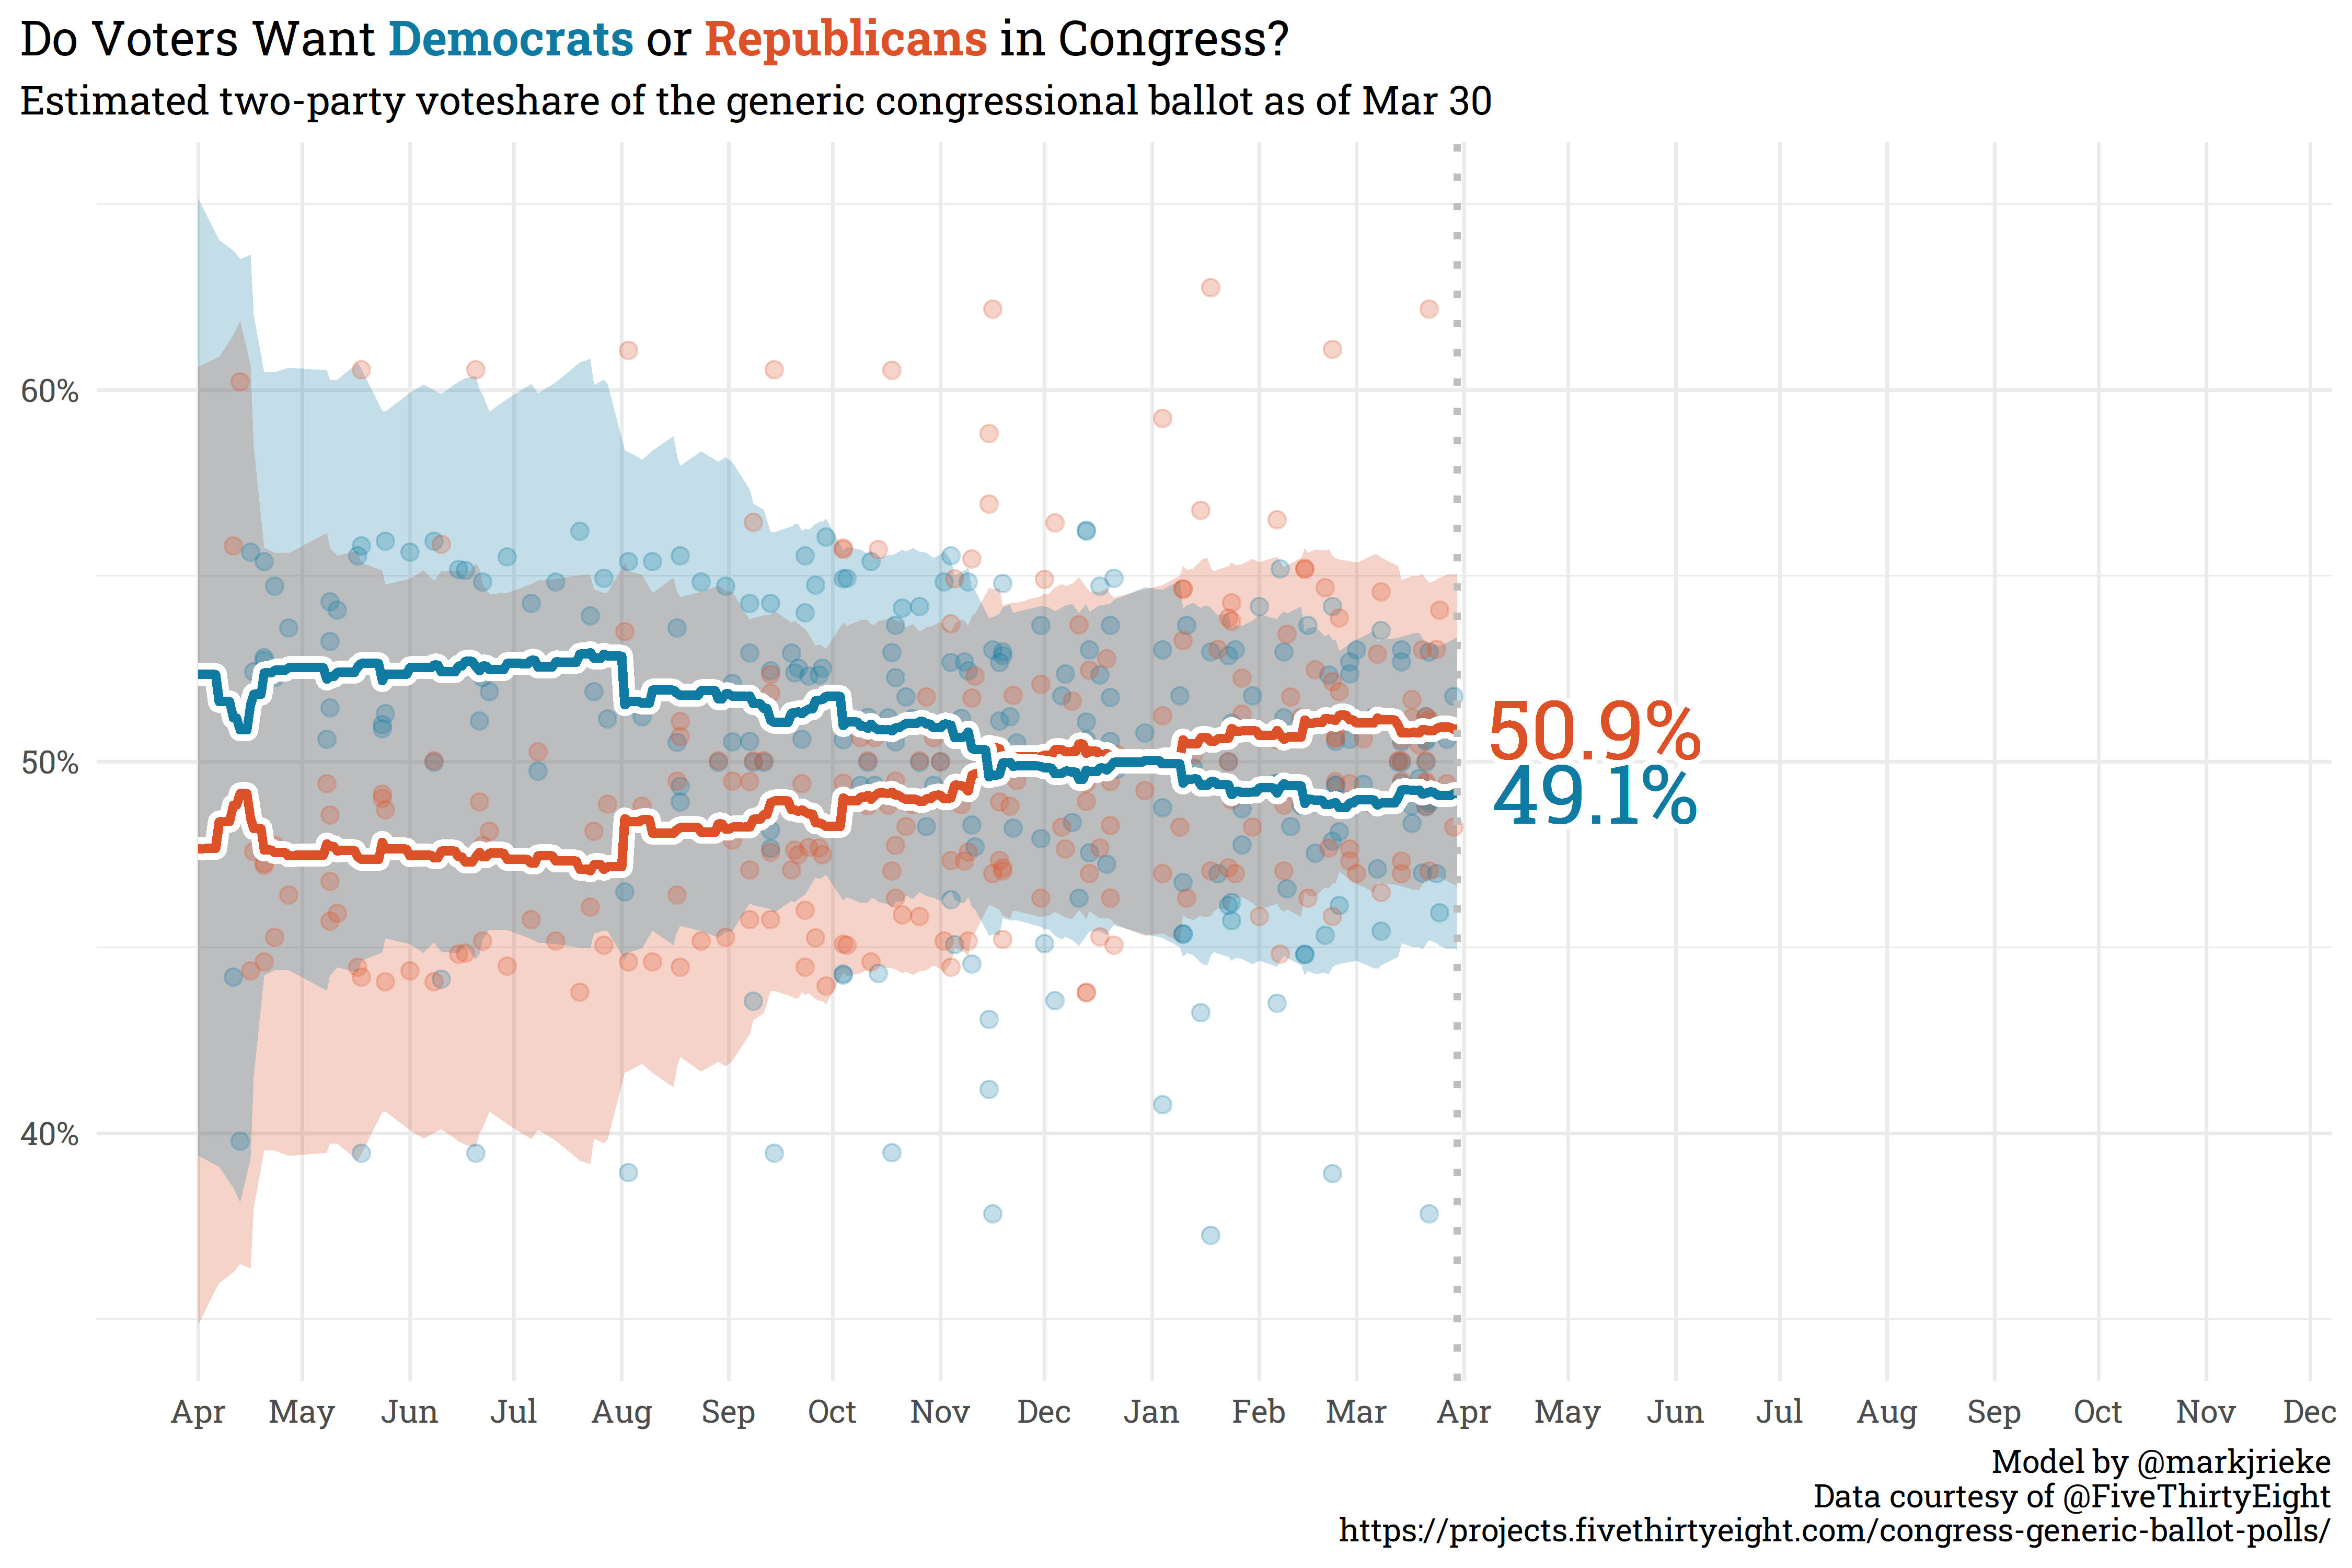 Do Voters Want Democrats or Republicans in Congress?
Estimated two-party voteshare of the generic congressional ballot as of Mar 30
60%
50%
40%
50.9%
49.1%
Apr May Jun Jul Aug Sep Oct Nov Dec Jan Feb Mar Apr May Jun Jul Aug Sep Oct Nov Dec
Model by @markjrieke
Data courtesy of @FiveThirtyEight
https://projects.fivethirtyeight.com/congress-generic-ballot-polls/